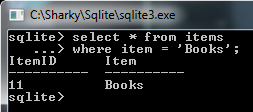 C:\Sharky\Sqlite\sqlite3.exe
sqlite> select * from items
   ...> where item = 'Books';
ItemID      Item
----------  ----------
11          Books
sqlite>